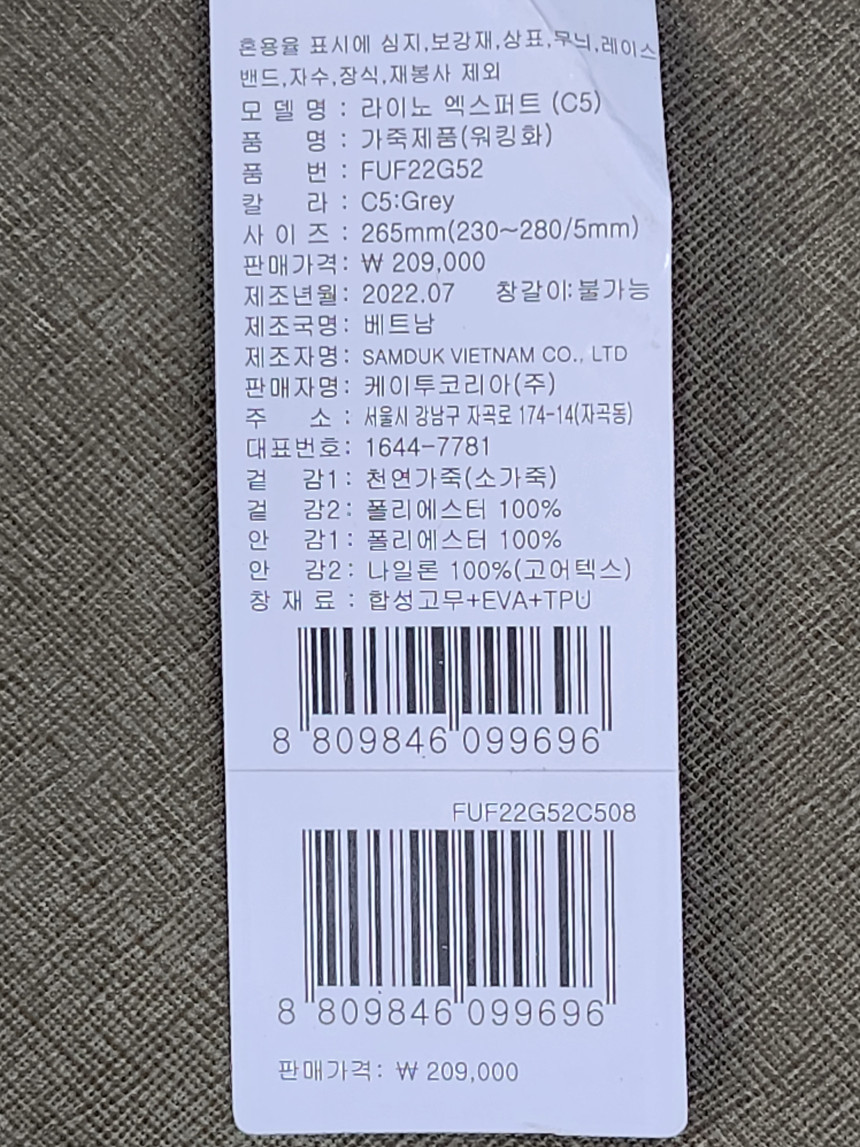 혼용율 표시에 심지,보강재,상표,무늬,레이스
밴드,자수,장식,재봉사 제외
모 델 명 : 라이노 엑스퍼트 (C5)
품 명 : 가죽제품(워킹화)
품 번 : FUF22G52
칼 라 : C5:Grey
사 이 즈 : 265mm(230~280/5mm)
판매가격: ₩ 209,000
제조년월: 2022.07 창갈이:불가능
제조국명: 베트남
제조자명: SAMDUK VIETNAM CO., LTD
판매자명: 케이투코리아(주)
주 소 : 서울시 강남구 자곡로 174-14(자곡동)
대표번호: 1644-7781
겉 감1: 천연가죽(소가죽)
겉 감2: 폴리에스터 100%
안 감1: 폴리에스터 100%
안 감2: 나일론 100%(고어텍스)
창 재 료 : 합성고무+EVA+TPU
8 809846 099696
FUF22G52C508
8 809846 099696
판매가격: ₩ 209,000